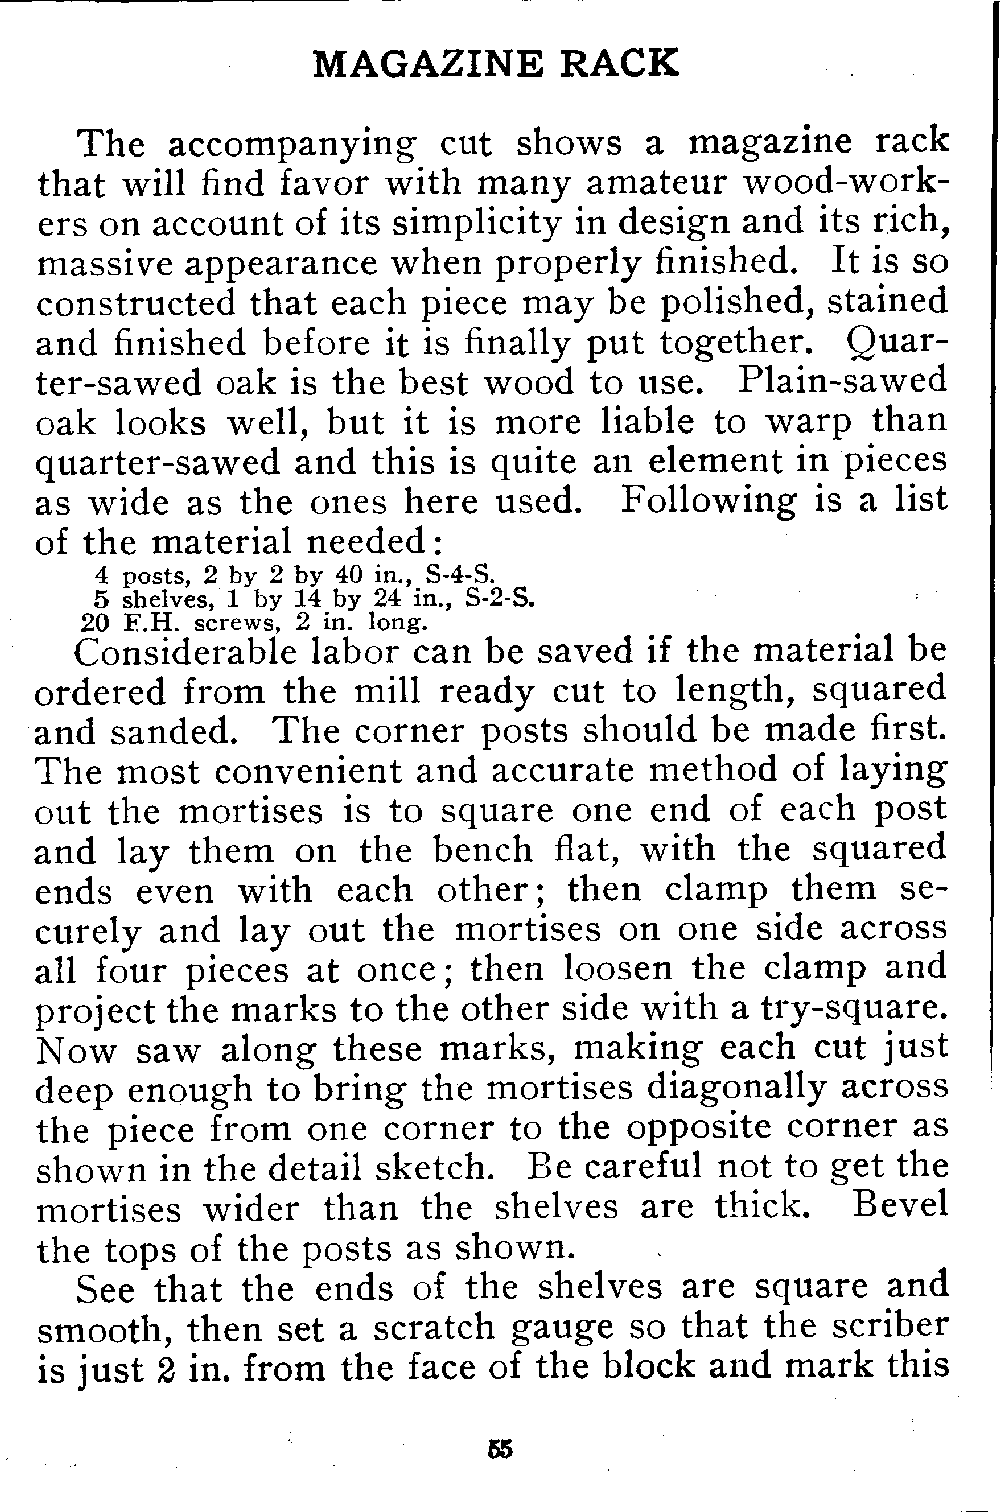 MAGAZINE RACK
The accompanying cut shows a magazine rack
that will find favor with many amateur wood-work-
ers on account of its simplicity in design and its rich,
massive appearance when properly finished. It is so
constructed that each piece may be polished, stained
and finished before it is finally put together. Quar-
ter-sawed oak is the best wood to use. Plain-sawed
oak looks well, but it is more liable to warp than
quarter-sawed and this is quite an element in pieces
as wide as the ones here used. Following is a list
of the material needed:
4 posts, 2 by 2 by 40 in., S-4-S.
5 shelves, 1 by 14 by 24 in., S-2-S.
20 F.H. screws, 2 in. long.
Considerable labor can be saved if the material be
ordered from the mill ready cut to length, squared
and sanded. The corner posts should be made first.
The most convenient and accurate method of laying
out the mortises is to square one end of each post
and lay them on the bench flat, with the squared
ends even with each other; then clamp them se-
curely and lay out the mortises on one side across
all four pieces at once; then loosen the clamp and
project the marks to the other side with a try-square.
Now saw along these marks, making each cut just
deep enough to bring the mortises diagonally across
the piece from one corner to the opposite corner as
shown in the detail sketch. Be careful not to get the
mortises wider than the shelves are thick. Bevel
the tops of the posts as shown.
See that the ends of the shelves are square and
smooth, then set a scratch gauge so that the scriber
is just 2 in. from the face of the block and mark this
55